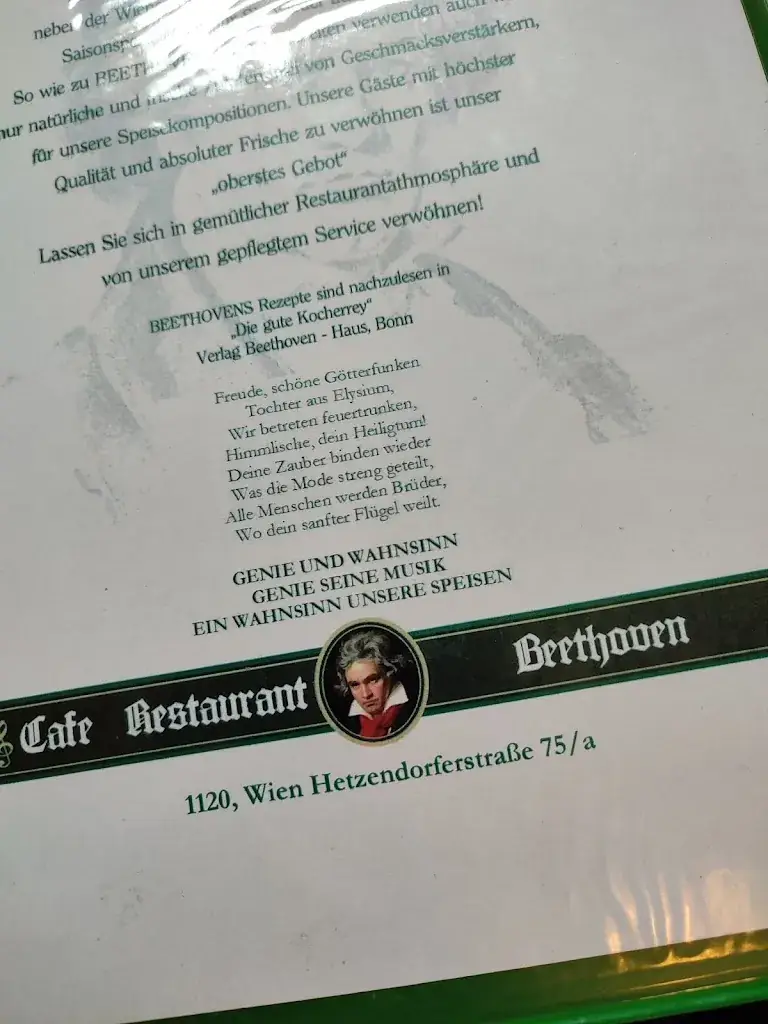 neben der Wien
Saisonsp verwenden auch
So wie zu BEETH von Geschmacksverstärkern,
nur natürliche und
für unsere Speisekompositionen. Unsere Gäste mit höchster
Qualität und absoluter Frische zu verwöhnen ist unser
„oberstes Gebot“
Lassen Sie sich in gemütlicher Restaurantathmosphäre und
von unserem gepflegtem Service verwöhnen!
BEETHOVENS Rezepte sind nachzulesen in
„Die gute Kocherrey“
Verlag Beethoven - Haus, Bonn
Freude, schöne Götterfunken
Tochter aus Elysium,
Wir betreten feuertrunken,
Himmlische, dein Heiligtum!
Deine Zauber binden wieder
Was die Mode streng geteilt,
Alle Menschen werden Brüder,
Wo dein sanfter Flügel weilt.
GENIE UND WAHNSINN
GENIE SEINE MUSIK
EIN WAHNSINN UNSERE SPEISEN
Cafe Restaurant Beethoven
1120, Wien Hetzendorferstraße 75/a